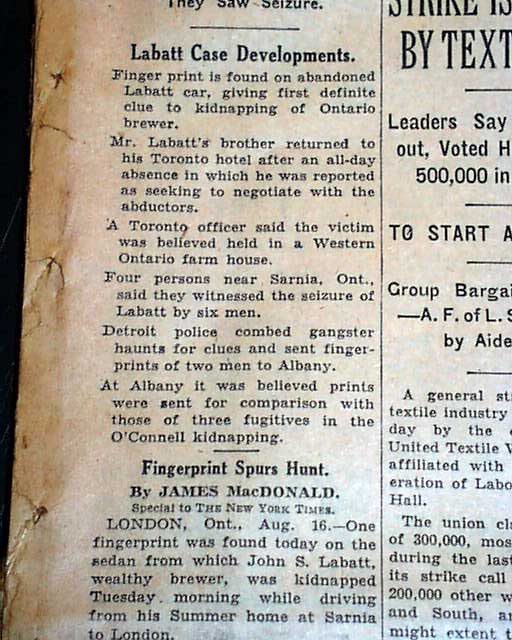 They Saw Seizure.
Labatt Case Developments.
Finger print is found on abandoned
Labatt car, giving first definite
clue to kidnapping of Ontario
brewer.
Mr. Labatt's brother returned to
his Toronto hotel after an all-day
absence in which he was reported
as seeking to negotiate with the
abductors.
A Toronto officer said the victim
was believed held in a Western
Ontario farm house.
Four persons near Sarnia, Ont.,
said they witnessed the seizure of
Labatt by six men.
Detroit police combed gangster
haunts for clues and sent finger-
prints of two men to Albany.
At Albany it was believed prints
were sent for comparison with
those of three fugitives in the
O'Connell kidnapping.
Fingerprint Spurs Hunt.
By JAMES MacDONALD.
Special to THE NEW YORK TIMES.
LONDON, Ont., Aug. 16.—One
fingerprint was found today on the
sedan from which John S. Labatt,
wealthy brewer, was kidnapped
Tuesday morning while driving
from his Summer home at Sarnia
to London.
STRIKE IS
BY TEXT
Leaders Say
out, Voted H
500,000 in
TO START A
Group Bargai
—A. F. of L. S
by Aide
A general st
textile industry
day by the
United Textile W
affiliated with
eration of Labo
Hall.
The union cl
of 300,000, mos
during the last
its strike call
200,000 other w
and South, an
might extent t